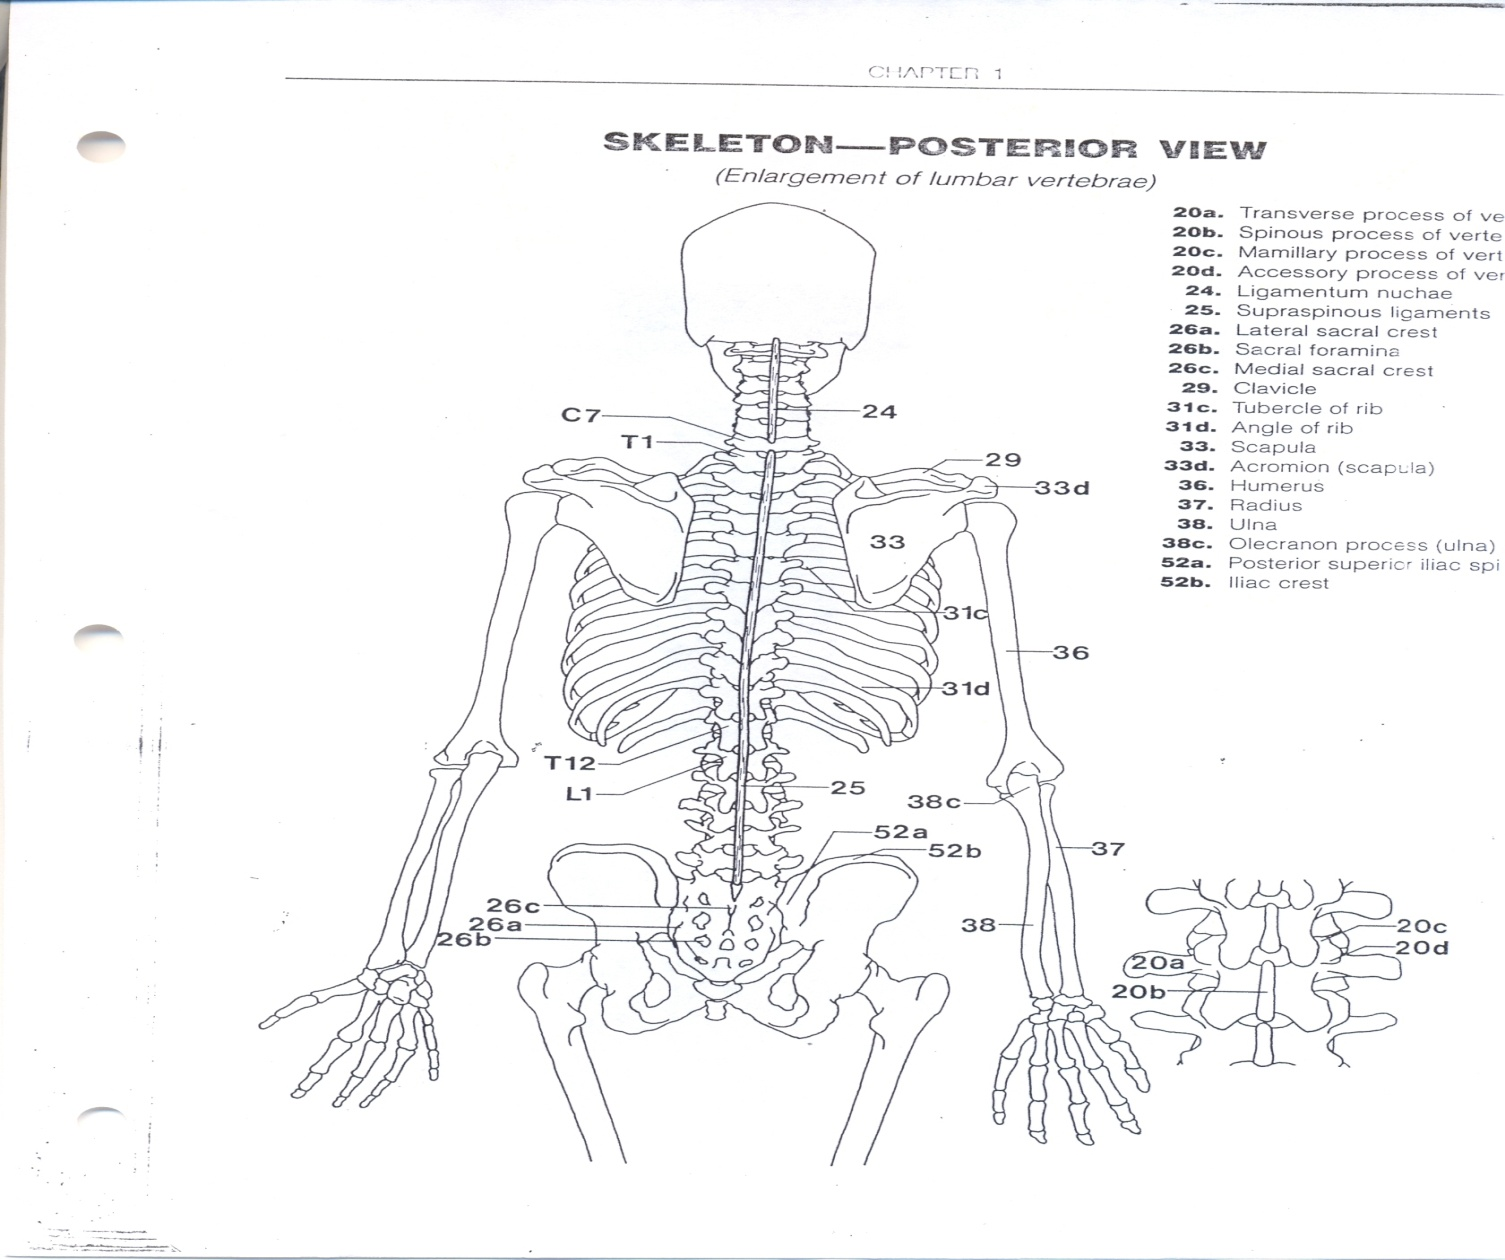 CHAPTER 1
SKELETON—POSTERIOR VIEW
(Enlargement of lumbar vertebrae)
20a. Transverse process of ve
20b. Spinous process of verte
20c. Mamillary process of vert
20d. Accessory process of ver
24. Ligamentum nuchae
25. Supraspinous ligaments
26a. Lateral sacral crest
26b. Sacral foramina
26c. Medial sacral crest
29. Clavicle
31c. Tubercle of rib
31d. Angle of rib
33. Scapula
33d. Acromion (scapula)
36. Humerus
37. Radius
38. Ulna
38c. Olecranon process (ulna)
52a. Posterior superior iliac spi
52b. Iliac crest
C7
24
T1
29
33d
33
31c
36
31d
T12
L1
25
38c
52a
52b
37
26c
26a
26b
38
20c
20d
20a
20b